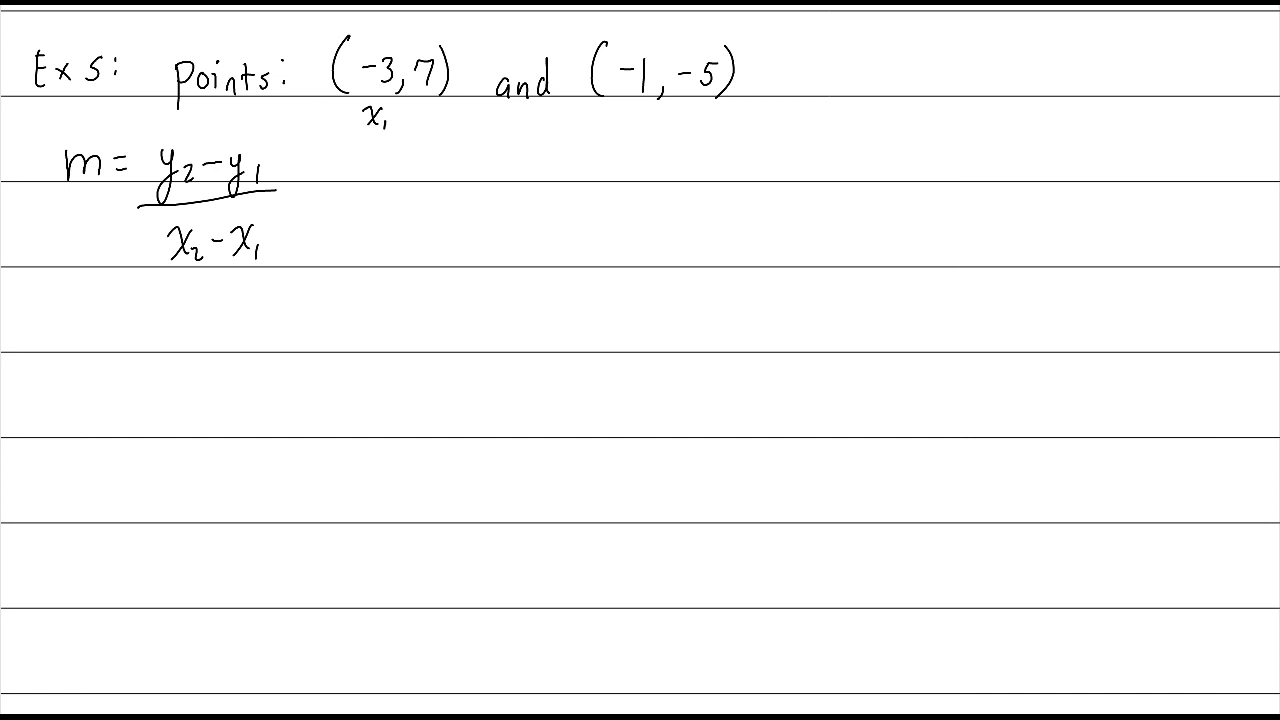 Ex 5: points: (-3, 7) and (-1, -5)
x₁
m = y₂ - y₁
x₂ - x₁